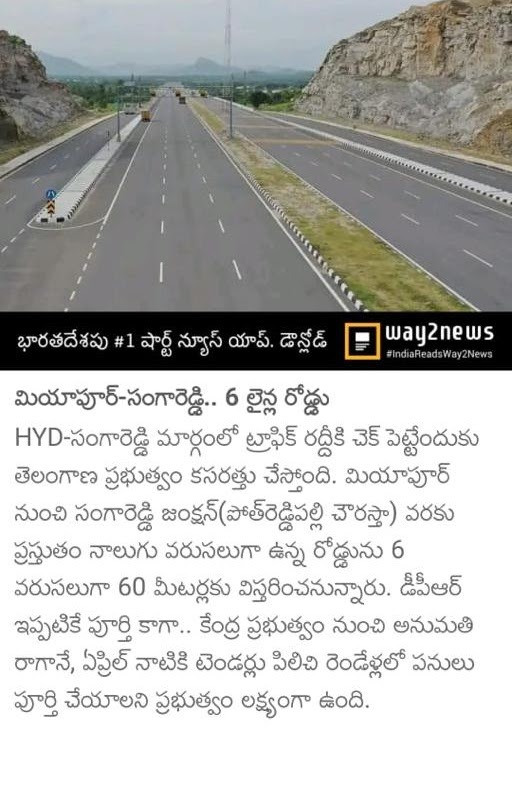 భారతదేశపు #1 షార్ట్ న్యూస్ యాప్. డౌన్లోడ్
way2news
#IndiaReadsWay2News
మియాపూర్-సంగారెడ్డి.. 6 లైన్ల రోడ్డు
HYD-సంగారెడ్డి మార్గంలో ట్రాఫిక్ రద్దీకి చెక్ పెట్టేందుకు
తెలంగాణ ప్రభుత్వం కసరత్తు చేస్తోంది. మియాపూర్
నుంచి సంగారెడ్డి జంక్షన్(పోత్‌రెడ్డిపల్లి చౌరస్తా) వరకు
ప్రస్తుతం నాలుగు వరుసలుగా ఉన్న రోడ్డును 6
వరుసలుగా 60 మీటర్లకు విస్తరించనున్నారు. డీపీఆర్
ఇప్పటికే పూర్తి కాగా.. కేంద్ర ప్రభుత్వం నుంచి అనుమతి
రాగానే, ఏప్రిల్ నాటికి టెండర్లు పిలిచి రెండేళ్లలో పనులు
పూర్తి చేయాలని ప్రభుత్వం లక్ష్యంగా ఉంది.